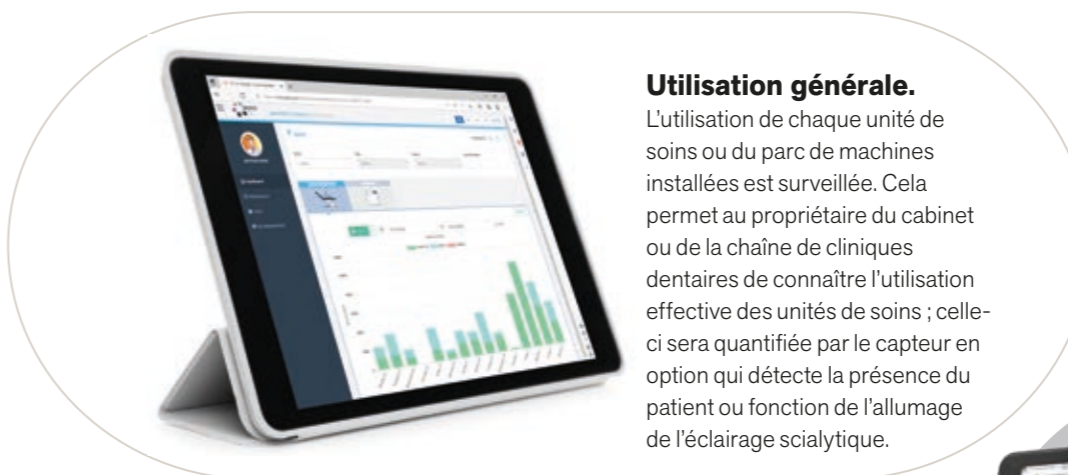 Utilisation générale.
L'utilisation de chaque unité de
soins ou du parc de machines
installées est surveillée. Cela
permet au propriétaire du cabinet
ou de la chaîne de cliniques
dentaires de connaître l'utilisation
effective des unités de soins ; celle-
ci sera quantifiée par le capteur en
option qui détecte la présence du
patient ou fonction de l'allumage
de l'éclairage scialytique.